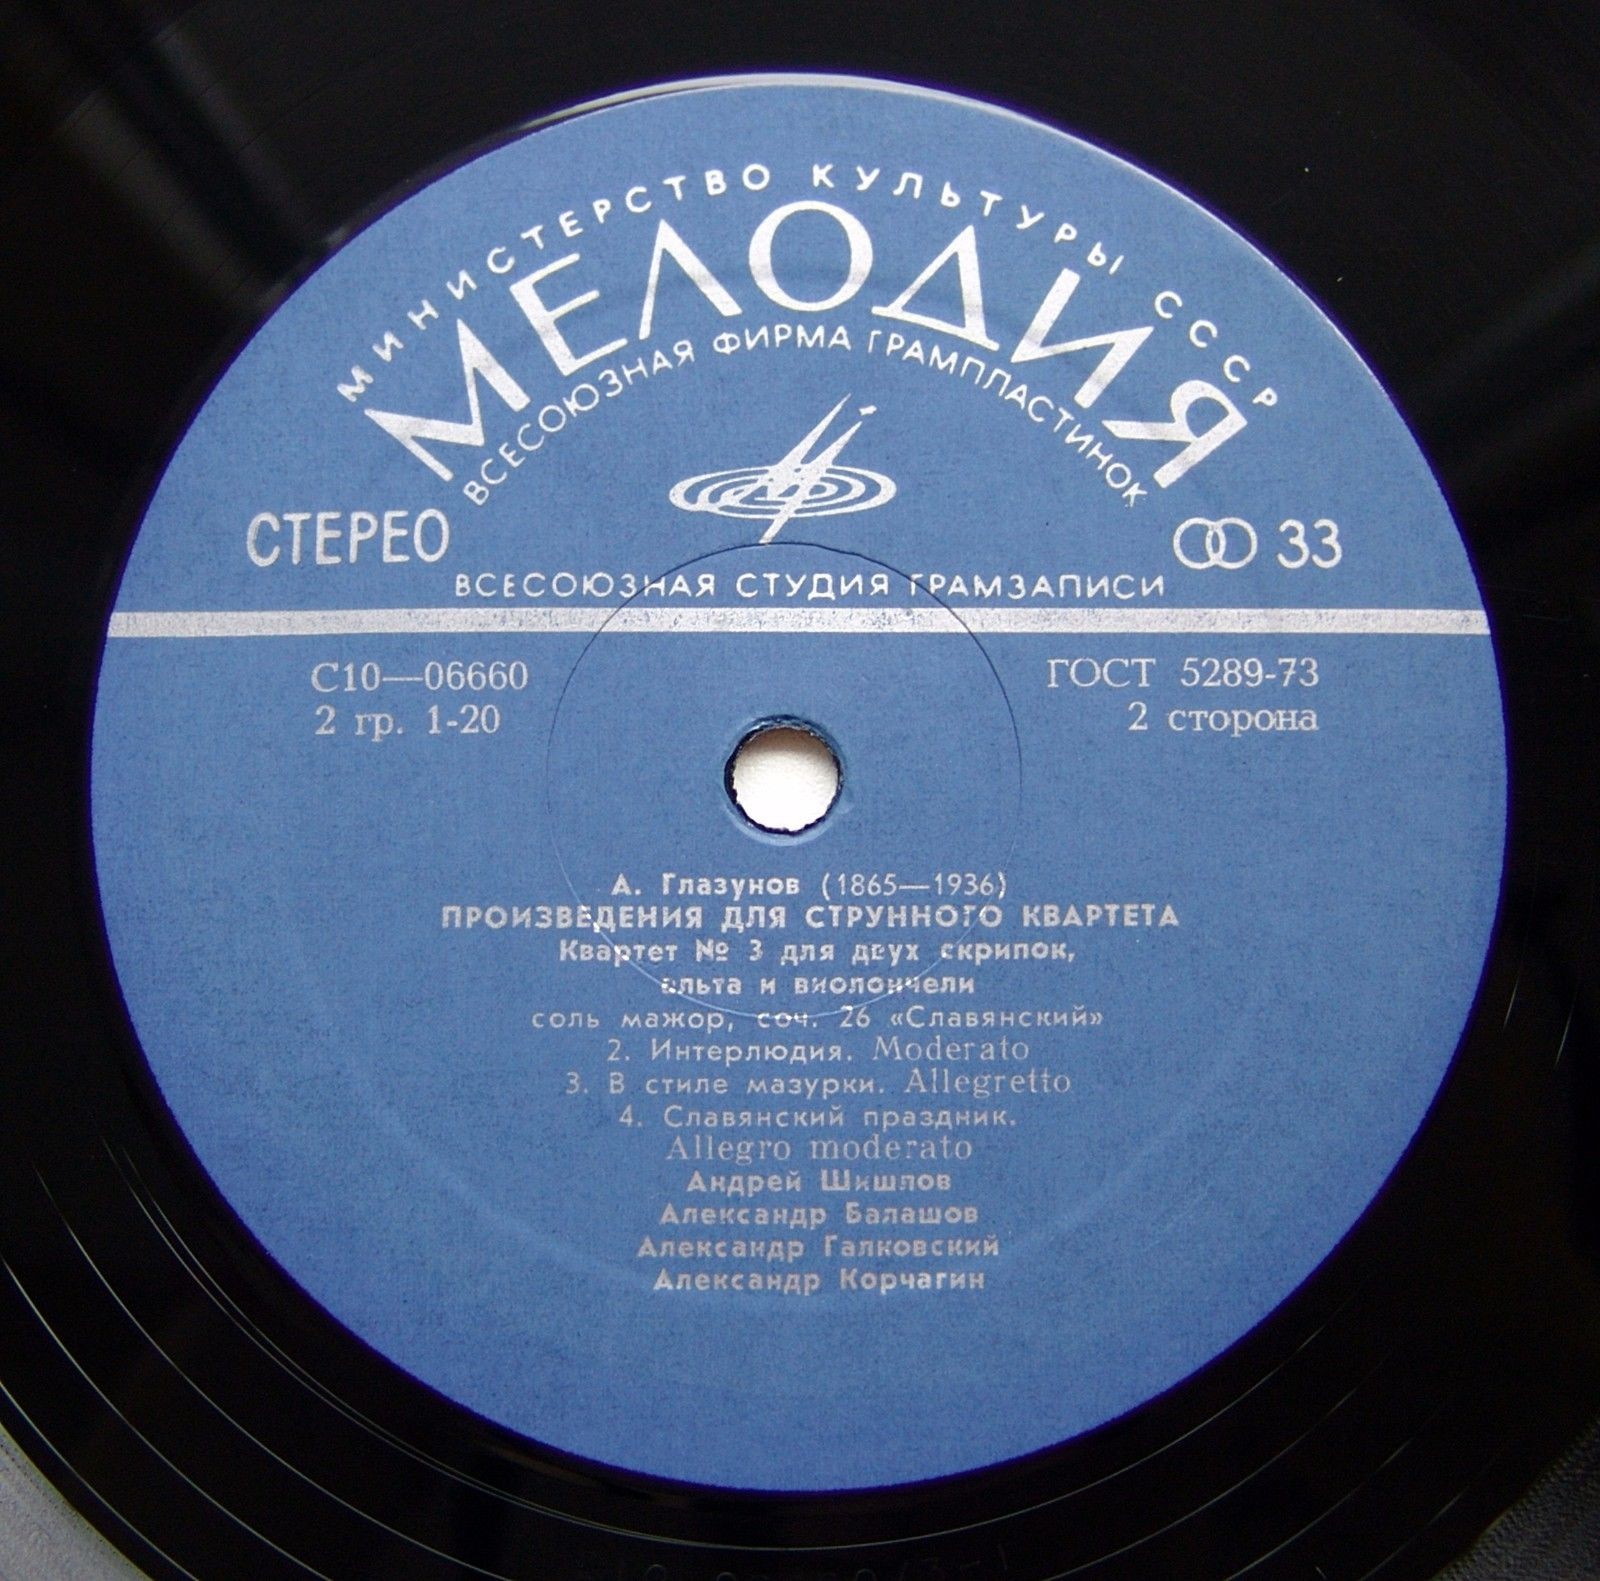 МИНИСТЕРСТВО КУЛЬТУРЫ СССР
МЕЛОДИЯ
ВСЕСОЮЗНАЯ ФИРМА ГРАМПЛАСТИНОК
СТЕРЕО
33
ВСЕСОЮЗНАЯ СТУДИЯ ГРАМЗАПИСИ
С10—06660
ГОСТ 5289-73
2 гр. 1-20
2 сторона
А. Глазунов (1865—1936)
ПРОИЗВЕДЕНИЯ ДЛЯ СТРУННОГО КВАРТЕТА
Квартет № 3 для двух скрипок,
альта и виолончели
соль мажор, соч. 26 «Славянский»
2. Интерлюдия. Moderato
3. В стиле мазурки. Allegretto
4. Славянский праздник.
Allegro moderato
Андрей Шишлов
Александр Балашов
Александр Галковский
Александр Корчагин